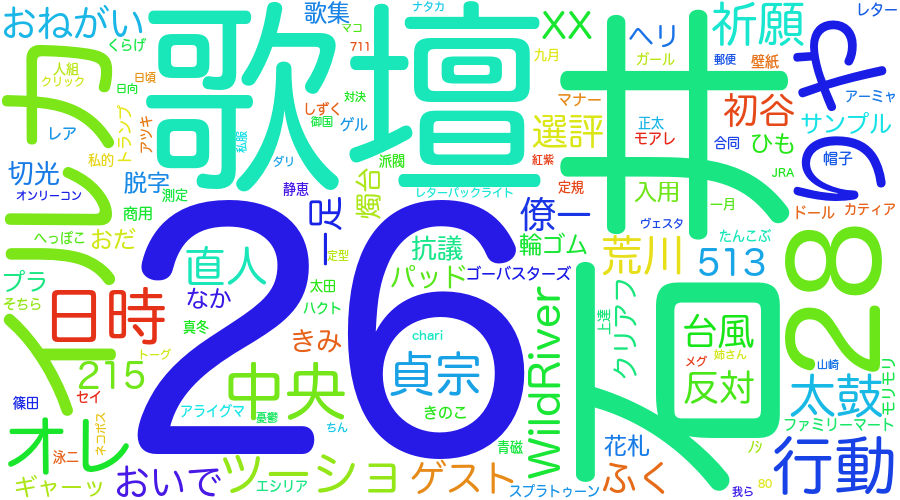 おねがい
歌壇
歌集
ナタカ
マコ
711
くらげ
人組
クリック
日頃
日向
対決
XX
九月
ヘリ
ガール
祈願
郵便
壁紙
レター
アーミャ
サンプル
りせ
井
初谷
マナー
選評
正太
モアレ
合同
ひも
帽子
JRA
しずく
御国
ゲル
派閥
紅紫
私服
ダリ
アツキ
トランプ
私的
レア
切光
オンリーコン
脱字
測定
静恵
燭台
レターパックライト
定規
入用
一月
ヴェスタ
ドール
カティア
たんこぶ
商用
へっぽこ
おだ
プラ
そちら
日時
直人
なか
真冬
一足
定型
太田
ハクト
抗議
パッド
ゴーバスターズ
僚一
輪ゴム
荒川
513
28
26
上達
クリアファ
台風
メグ
姉さん
反対
山崎
太鼓
モリモリ
ファミリーマート
トーグ
215
セイ
篠田
きみ
chari
貞宗
きのこ
WildRiver
中央
アライグマ
憂鬱
ちん
青磁
オレ
ネコポス
泳二
ギャーッ
おいで
ツーショ
エシリア
ゲスト
スプラトゥーン
花札
ふく
我ら
80
行動